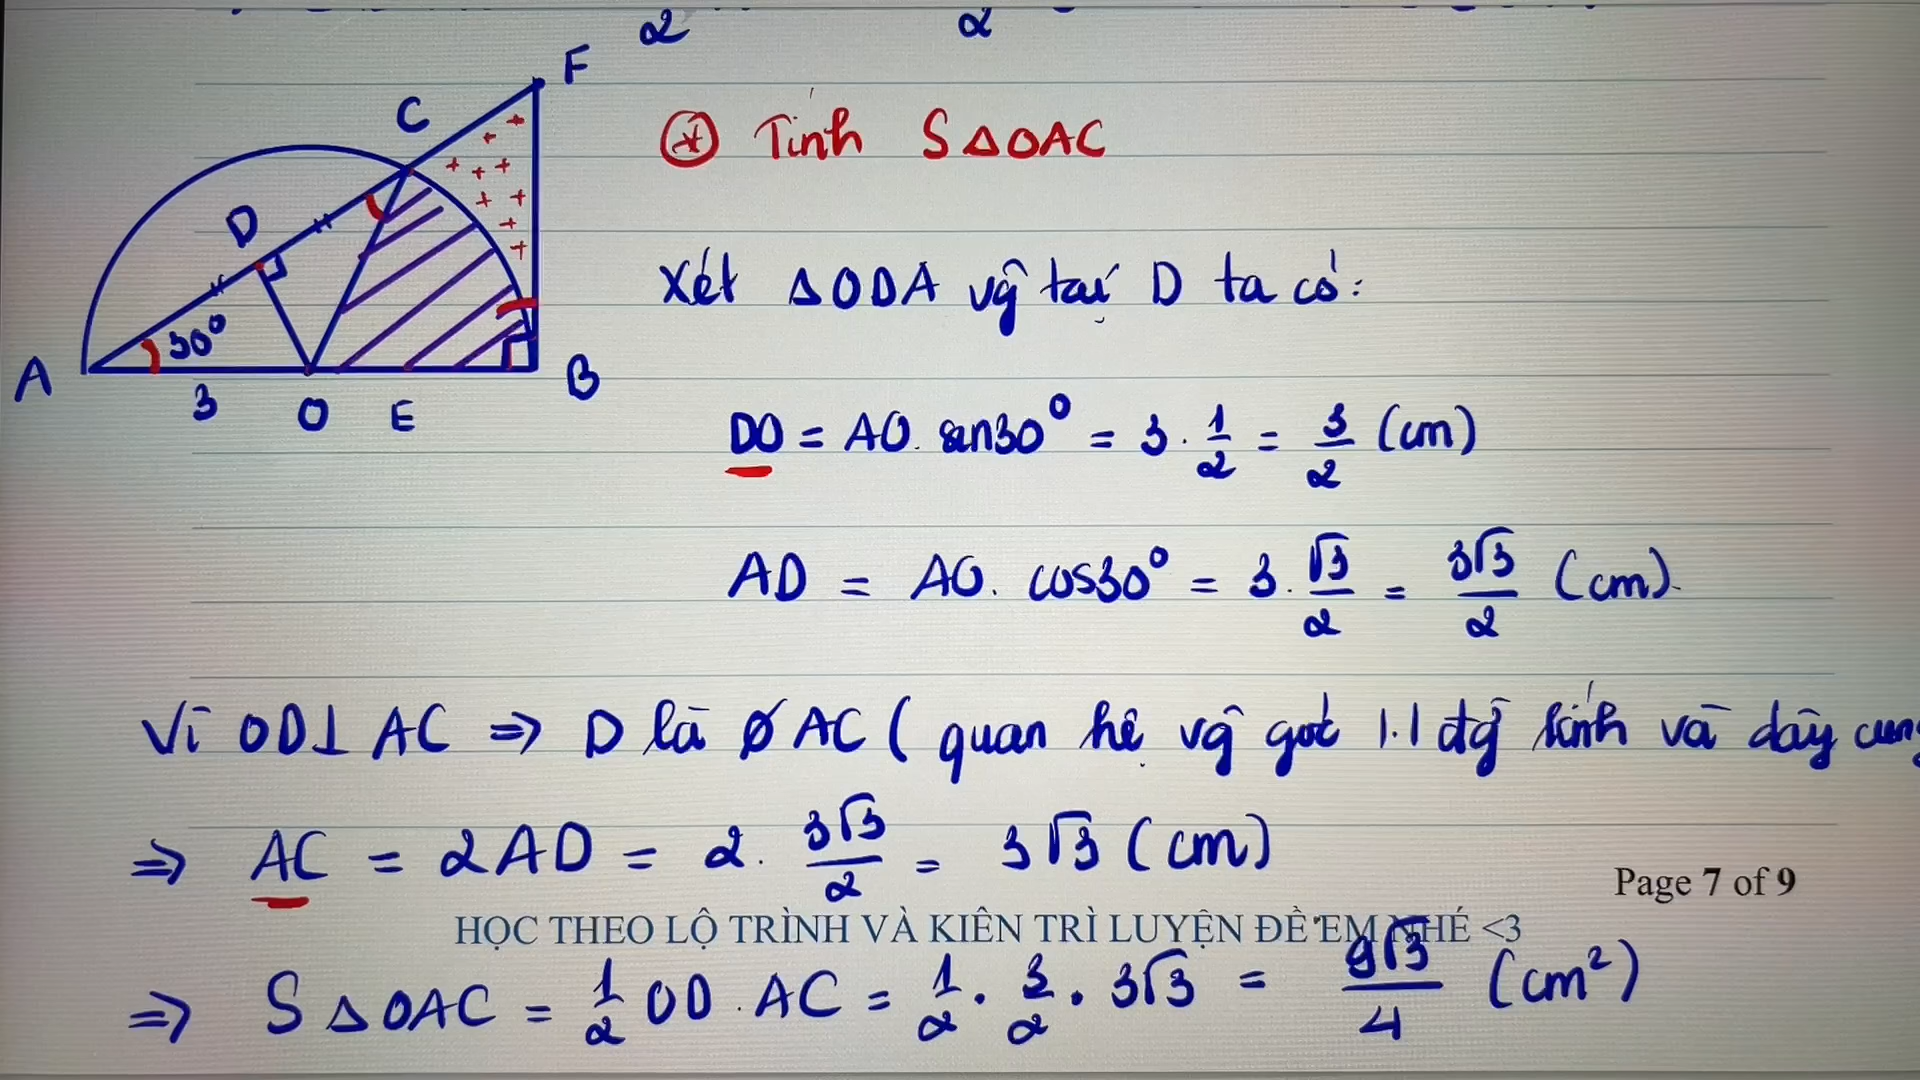 2 2
F
C
⊛ Tính S△OAC
D
Xét △ODA vg̑ tại D ta có:
30°
A 3 O E B
DO = AO. sin30° = 3 . 1/2 = 3/2 (cm)
AD = AO. cos30° = 3 . √3/2 = 3√3/2 (cm).
Vì OD⊥AC => D là Ø AC ( quan hệ vg̑ góc 1.1 đg̑ kính và dây cung
=> AC = 2AD = 2. 3√3/2 = 3√3 (cm)
Page 7 of 9
HỌC THEO LỘ TRÌNH VÀ KIÊN TRÌ LUYỆN ĐỀ EM NHÉ <3
=> S△OAC = 1/2 OD . AC = 1/2 . 3/2 . 3√3 = 9√3/4 (cm²)